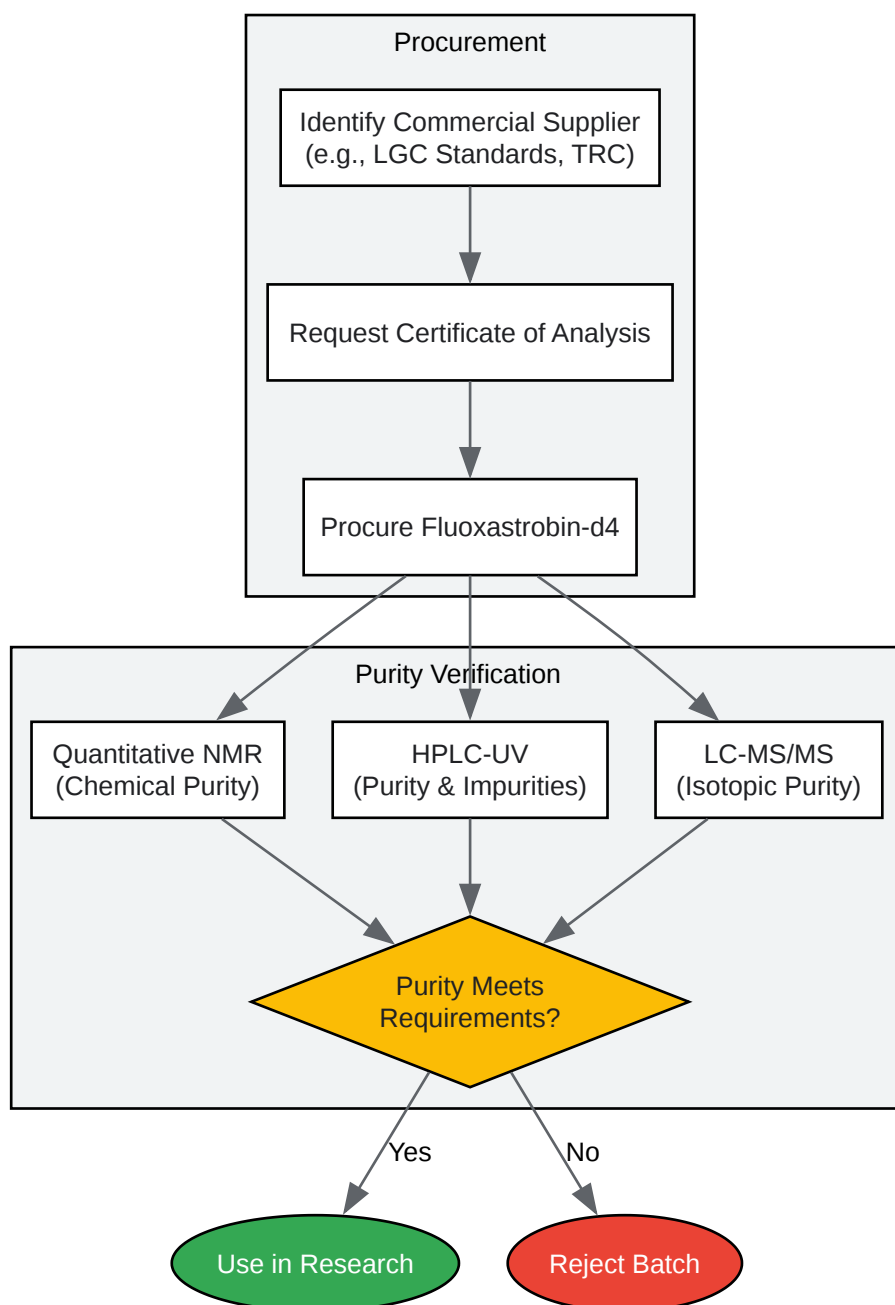 Procurement
Identify Commercial Supplier
(e.g., LGC Standards, TRC)
Request Certificate of Analysis
Procure Fluoxastrobin-d4
Purity Verification
Quantitative NMR
(Chemical Purity)
HPLC-UV
(Purity & Impurities)
LC-MS/MS
(Isotopic Purity)
Purity Meets
Requirements?
Yes
No
Use in Research
Reject Batch